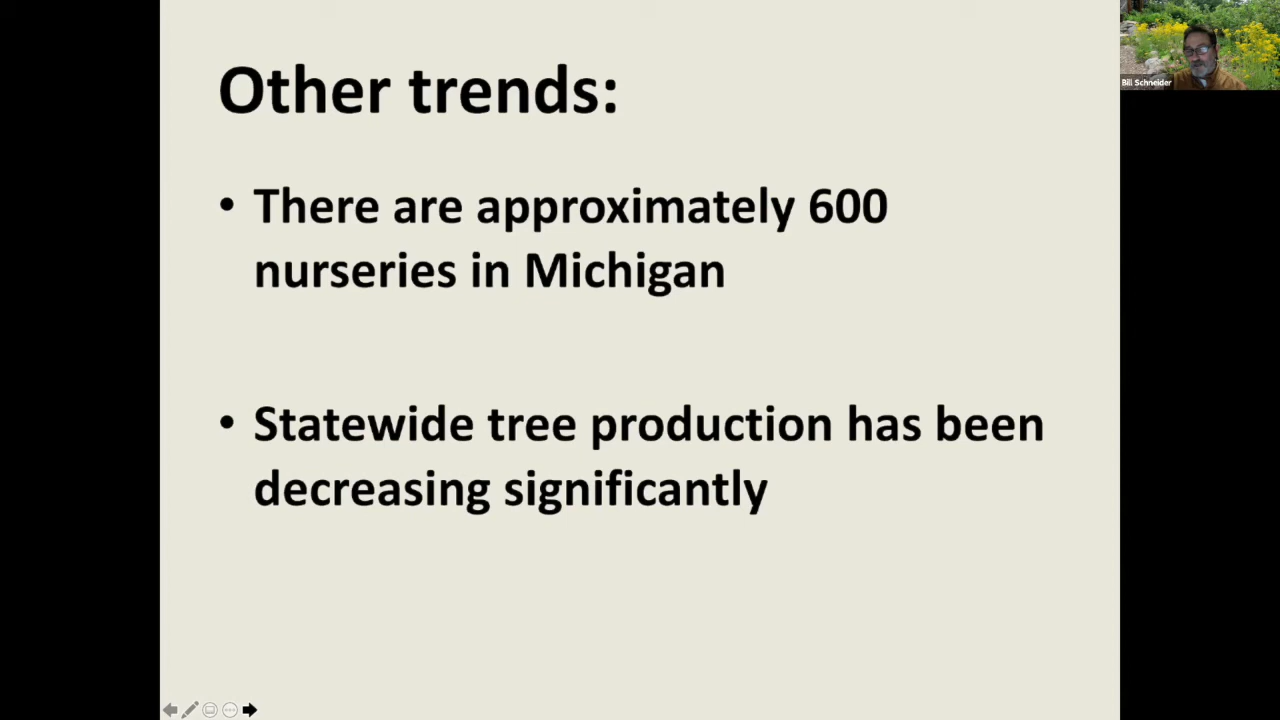 Other trends:
• There are approximately 600
nurseries in Michigan
• Statewide tree production has been
decreasing significantly
Bill Schneider